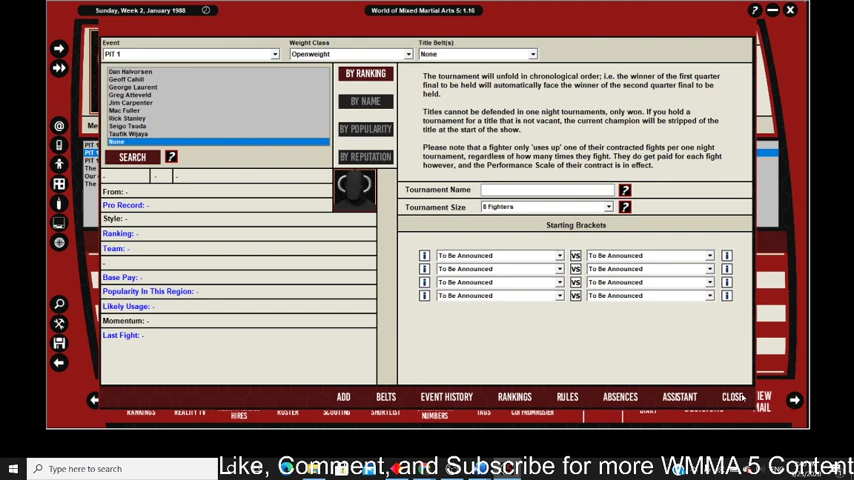 Sunday, Week 2, January 1988
World of Mixed Martial Arts 5: 1.16
Event
Weight Class
Title Belt(s)
PIT 1
Openweight
None
Dan Halvorsen
Geoff Cahill
George Laurent
Greg Atteveld
Jim Carpenter
Mac Fuller
Rick Stanley
Seigo Tsuda
Taufik Wijaya
None
SEARCH
?
BY RANKING
BY NAME
BY POPULARITY
BY REPUTATION
The tournament will unfold in chronological order; i.e. the winner of the first quarter
final to be held will automatically face the winner of the second quarter final to be
held.
Titles cannot be defended in one night tournaments, only won. If you hold a
tournament for a title that is not vacant, the current champion will be stripped of the
title at the start of the show.
Please note that a fighter only 'uses up' one of their contracted fights per one night
tournament, regardless of how many times they fight. They do get paid for each fight
however, and the Performance Scale of their contract is in effect.
Tournament Name
?
Tournament Size
8 Fighters
?
Starting Brackets
To Be Announced VS To Be Announced
To Be Announced VS To Be Announced
To Be Announced VS To Be Announced
To Be Announced VS To Be Announced
From: -
Pro Record: -
Style: -
Ranking: -
Team: -
-
Base Pay: -
Popularity In This Region: -
Likely Usage: -
Momentum: -
Last Fight: -
ADD
BELTS
EVENT HISTORY
RANKINGS
RULES
ABSENCES
ASSISTANT
CLOSE
RANKINGS
REALITY TV
HIRES
ROSTER
SCOUTING
SHORTLIST
NUMBERS
TAGS
MAIL
Type here to search
Like, Comment, and Subscribe for more WMMA 5 Content